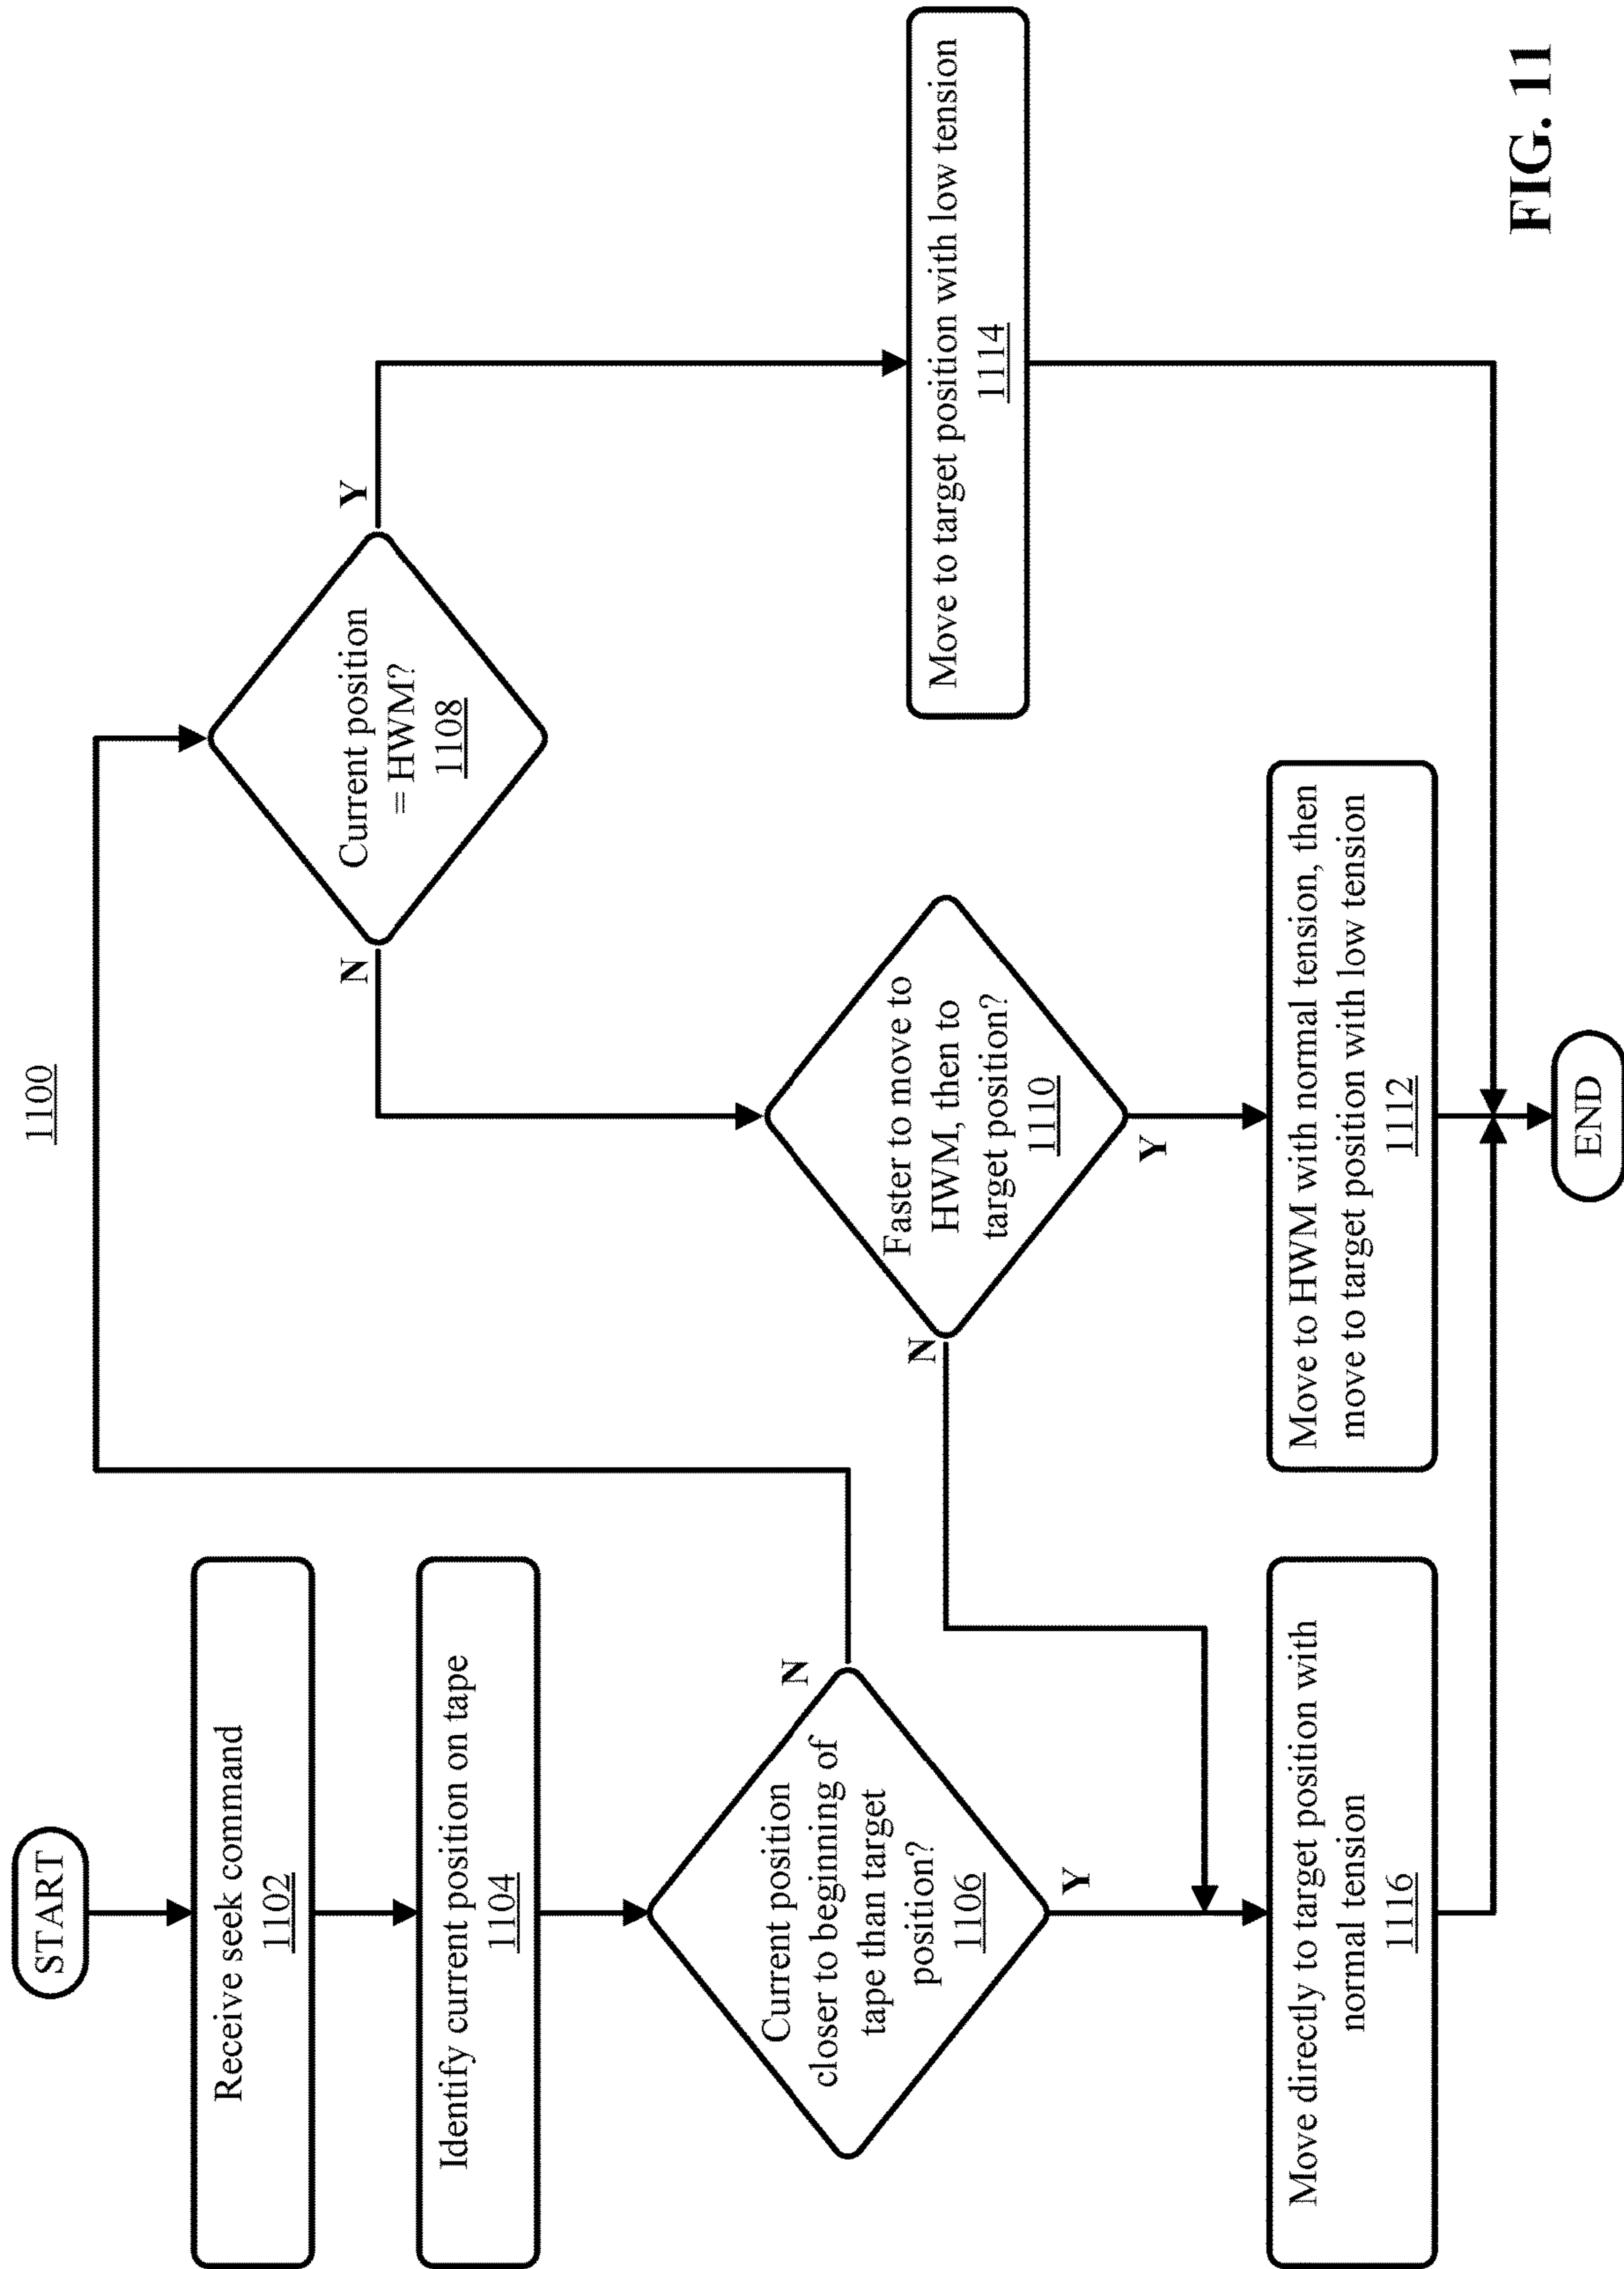 1100
START
Receive seek command
1102
Identify current position on tape
1104
Current position
closer to beginning of
tape than target
position?
1106
N
Y
Current position
= HWM?
1108
N
Y
Faster to move to
HWM, then to
target position?
1110
N
Y
Move directly to target position with
normal tension
1116
Move to HWM with normal tension, then
move to target position with low tension
1112
Move to target position with low tension
1114
END
FIG. 11